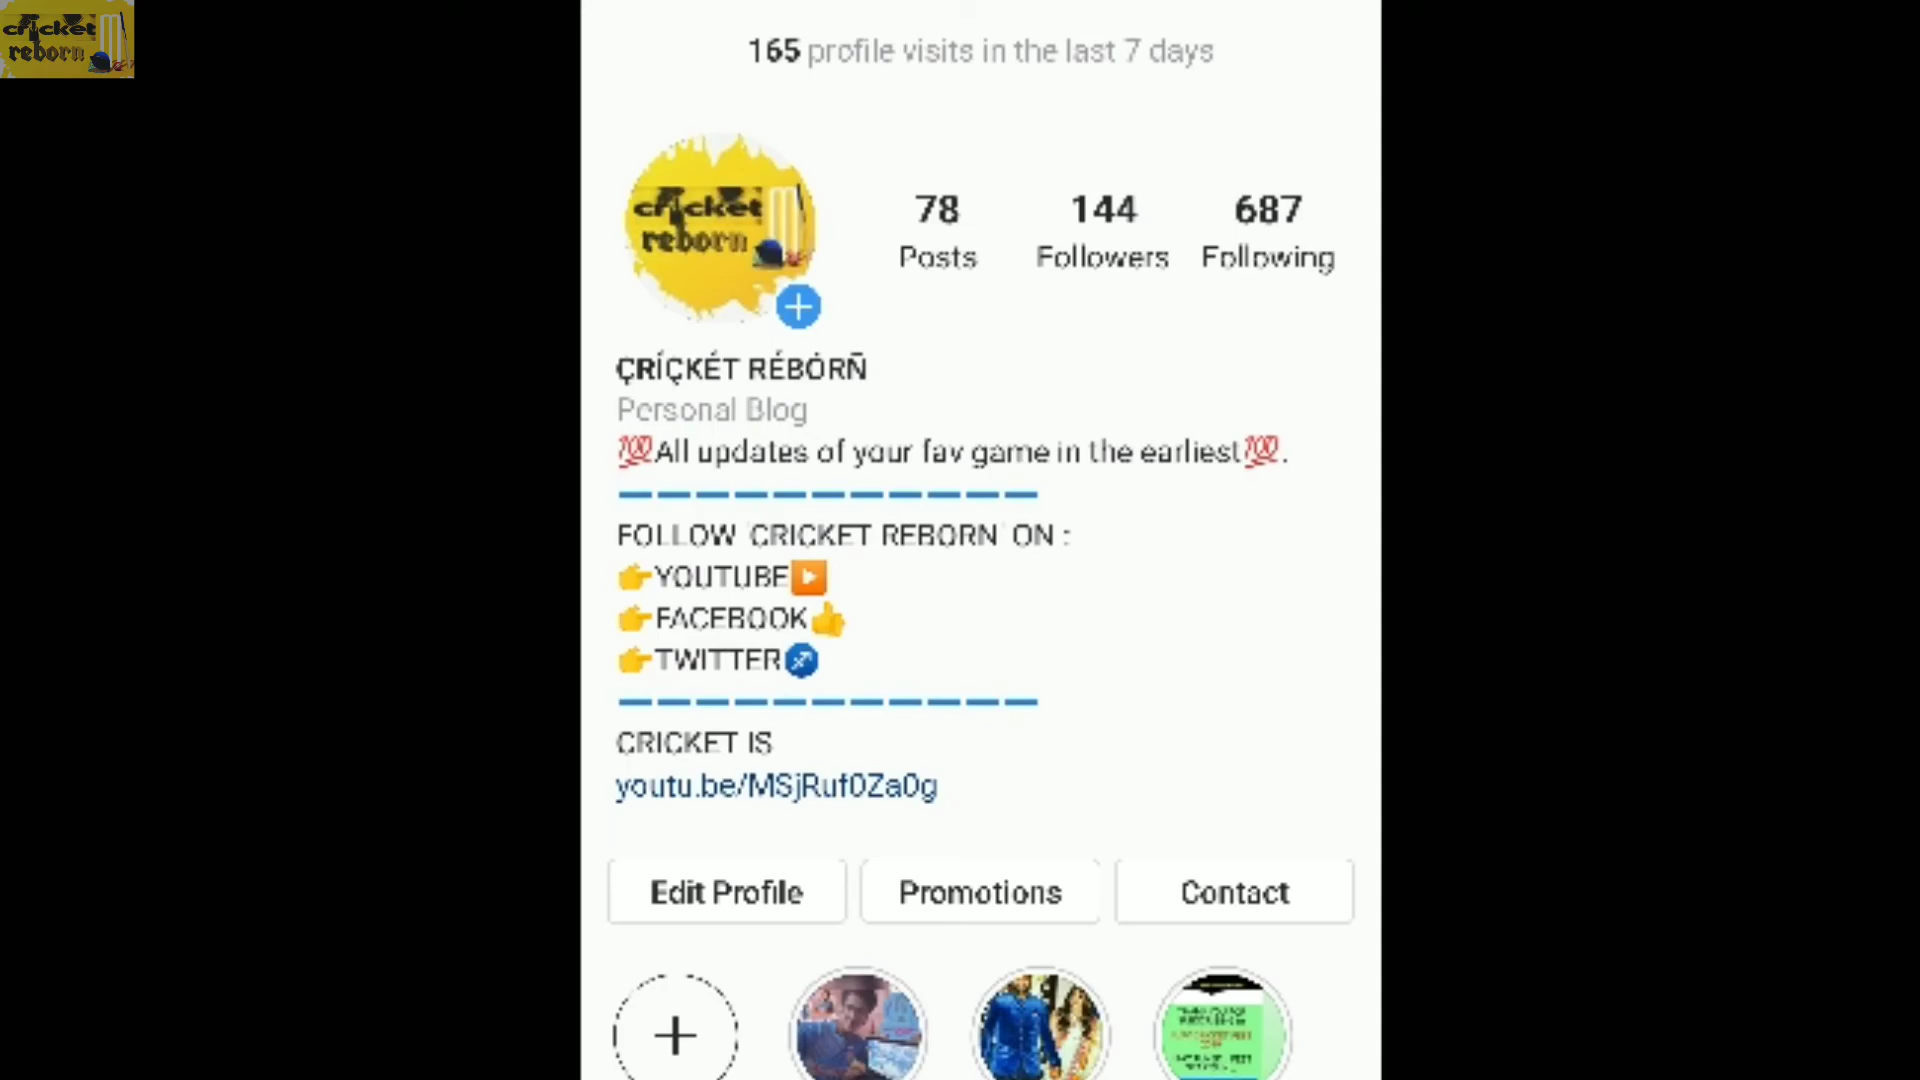 cricket
reborn
165 profile visits in the last 7 days
cricket
reborn
78
Posts
144
Followers
687
Following
ÇRÍÇKÉT RÉBÓRÑ
Personal Blog
💯All updates of your fav game in the earliest💯.
➖➖➖➖➖➖➖➖➖➖➖
FOLLOW 'CRICKET REBORN' ON :
👉YOUTUBE▶️
👉FACEBOOK👍
👉TWITTER♐
➖➖➖➖➖➖➖➖➖➖➖
CRICKET IS
youtu.be/MSjRuf0Za0g
Edit Profile
Promotions
Contact